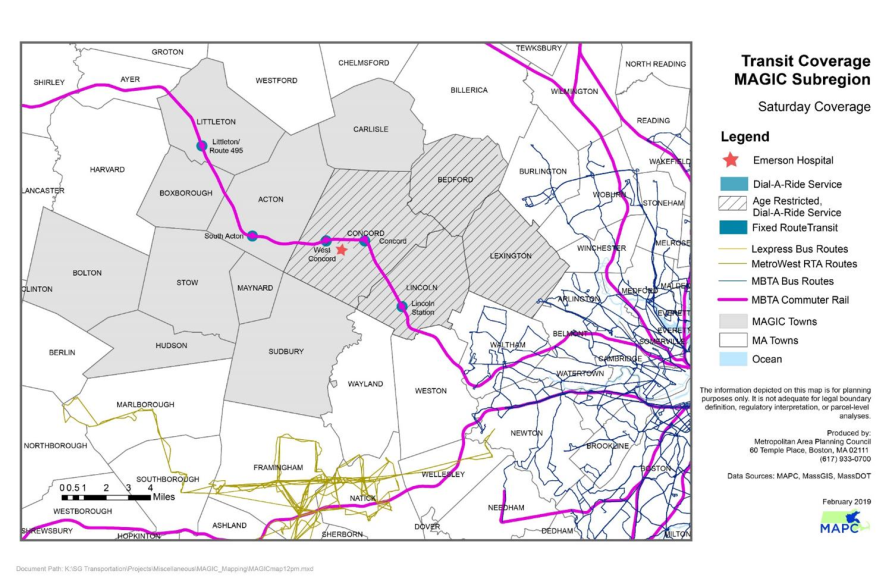 Transit Coverage
MAGIC Subregion
Saturday Coverage
Legend
Emerson Hospital
Dial-A-Ride Service
Age Restricted,
Dial-A-Ride Service
Fixed RouteTransit
Lexpress Bus Routes
MetroWest RTA Routes
MBTA Bus Routes
MBTA Commuter Rail
MAGIC Towns
MA Towns
Ocean
The information depicted on this map is for planning
purposes only. It is not adequate for legal boundary
definition, regulatory interpretation, or parcel-level
analyses.
Produced by:
Metropolitan Area Planning Council
60 Temple Place, Boston, MA 02111
(617) 933-0700
Data Sources: MAPC, MassGIS, MassDOT
February 2019
MAPC
GROTON
TEWKSBURY
CHELMSFORD
NORTH READING
SHIRLEY
AYER
WESTFORD
BILLERICA
WILMINGTON
LITTLETON
CARLISLE
READING
Littleton/
Route 495
WAKEFIELD
HARVARD
BURLINGTON
BEDFORD
LANCASTER
BOXBOROUGH
ACTON
WOBURN
STONEHAM
South Acton
CONCORD
Concord
West
Concord
WINCHESTER
MELROSE
LEXINGTON
BOLTON
STOW
MAYNARD
LINCOLN
CLINTON
MEDFORD
MALDEN
ARLINGTON
Lincoln
Station
EVERETT
EVERETT
BELMONT
SOMERVILLE
WALTHAM
HUDSON
BERLIN
SUDBURY
CAMBRIDGE
WATERTOWN
WAYLAND
WESTON
MARLBOROUGH
NEWTON
NORTHBOROUGH
BROOKLINE
FRAMINGHAM
BOSTON
WELLESLEY
SOUTHBOROUGH
0 0.5 1 2 3 4
Miles
NATICK
WESTBOROUGH
NEEDHAM
SHREWSBURY
ASHLAND
DOVER
HOPKINTON
SHERBORN
DEDHAM
MILTON
Document Path: K:\SG Transportation\Projects\Miscellaneous\MAGIC_Mapping\MAGICmap12pm.mxd